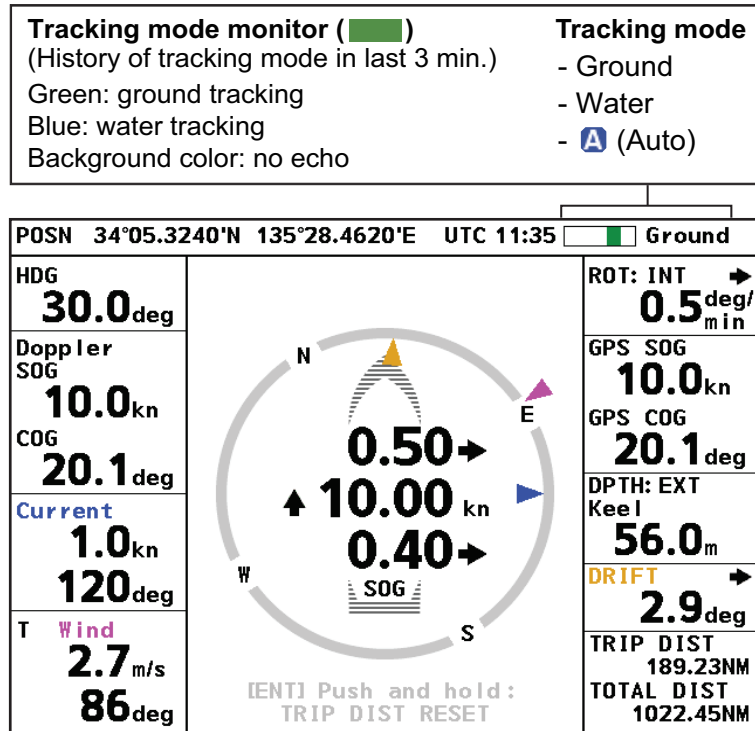 Tracking mode monitor ( )
(History of tracking mode in last 3 min.)
Green: ground tracking
Blue: water tracking
Background color: no echo
Tracking mode
- Ground
- Water
- A (Auto)
POSN 34°05.3240'N 135°28.4620'E UTC 11:35 Ground
HDG
30.0deg
Doppler
SOG
10.0kn
COG
20.1deg
Current
1.0kn
120deg
T Wind
2.7m/s
86deg
N
E
W
S
0.50
10.00 kn
0.40
SOG
[ENT] Push and hold:
TRIP DIST RESET
ROT: INT
0.5deg/
min
GPS SOG
10.0kn
GPS COG
20.1deg
DPTH: EXT
Keel
56.0m
DRIFT
2.9deg
TRIP DIST
189.23NM
TOTAL DIST
1022.45NM